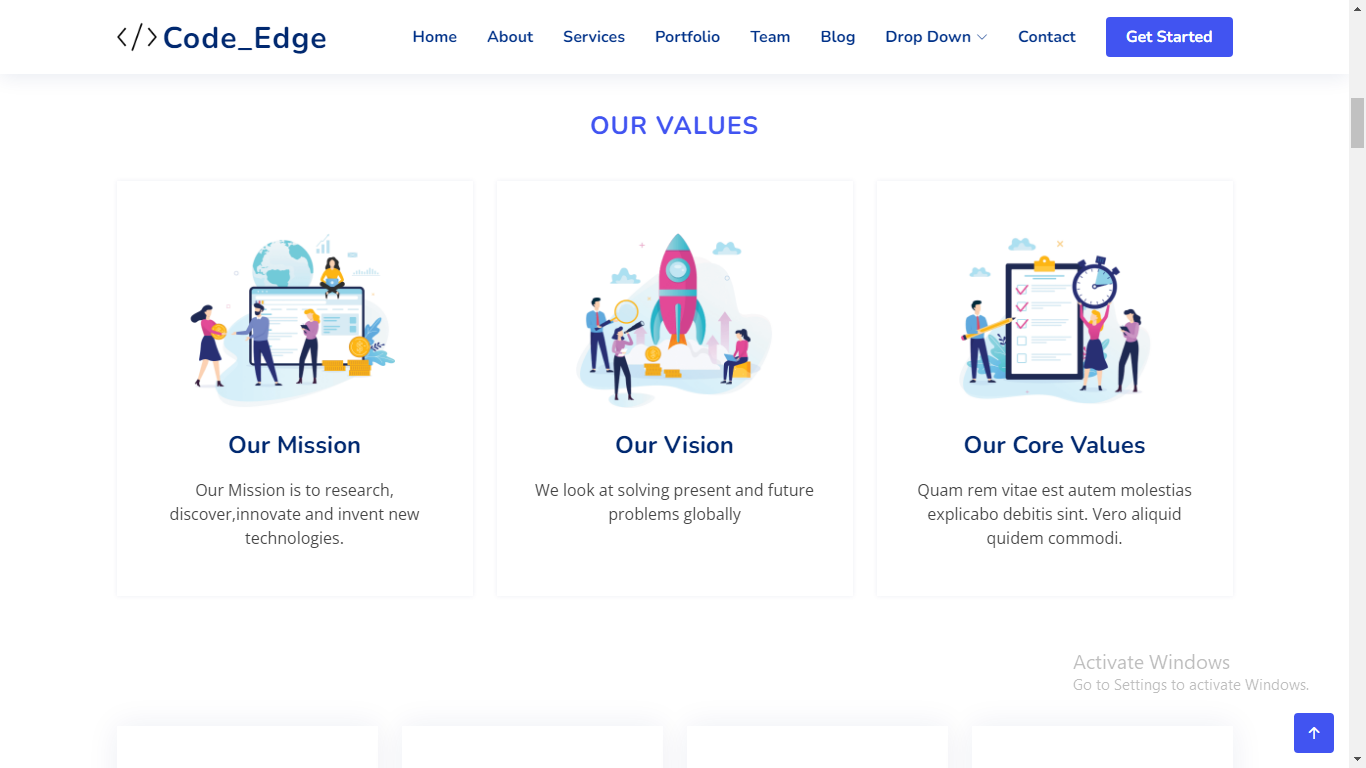 </> Code_Edge
Home About Services Portfolio Team Blog Drop Down Contact Get Started
OUR VALUES
Our Mission
Our Mission is to research,
discover,innovate and invent new
technologies.
Our Vision
We look at solving present and future
problems globally
Our Core Values
Quam rem vitae est autem molestias
explicabo debitis sint. Vero aliquid
quidem commodi.
Activate Windows
Go to Settings to activate Windows.